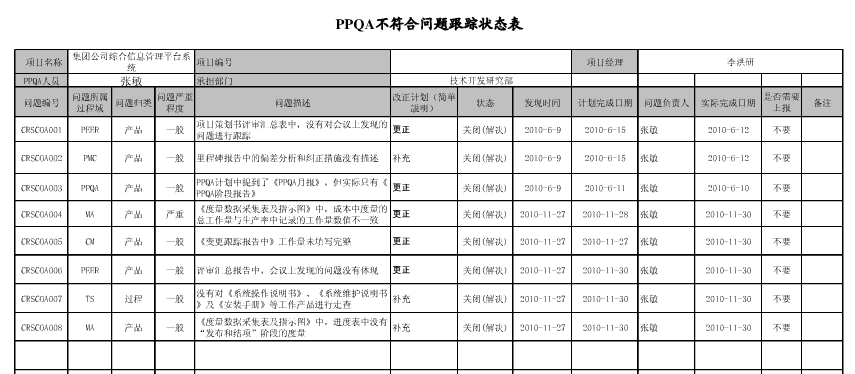 PPQA不符合问题跟踪状态表
项目名称 集团公司综合信息管理平台系统 项目编号 项目经理 李洪研
PPQA人员 张敏 承担部门 技术开发研究部
问题编号 问题所属过程域 问题归类 问题严重程度 问题描述 改正计划（简单说明） 状态 发现时间 计划完成日期 问题负责人 实际完成日期 是否需要上报 备注
CRSCOA001 PEER 产品 一般 项目策划书评审汇总表中，没有对会议上发现的问题进行跟踪 更正 关闭(解决) 2010-6-9 2010-6-15 张敏 2010-6-12 不要
CRSCOA002 PMC 产品 一般 里程碑报告中的偏差分析和纠正措施没有描述 补充 关闭(解决) 2010-6-9 2010-6-15 张敏 2010-6-12 不要
CRSCOA003 PPQA 产品 一般 PPQA计划中提到了《PPQA月报》，但实际只有《PPQA阶段报告》 更正 关闭(解决) 2010-6-9 2010-6-11 张敏 2010-6-10 不要
CRSCOA004 MA 产品 严重 《度量数据采集表及指示图》中，成本中度量的总工作量与生产率中记录的工作量数值不一致 更正 关闭(解决) 2010-11-27 2010-11-28 张敏 2010-11-30 不要
CRSCOA005 CM 产品 一般 《变更跟踪报告中》工作量未填写完整 更正 关闭(解决) 2010-11-27 2010-11-27 张敏 2010-11-30 不要
CRSCOA006 PEER 产品 一般 评审汇总报告中，会议上发现的问题没有体现 更正 关闭(解决) 2010-11-27 2010-11-30 张敏 2010-11-30 不要
CRSCOA007 TS 过程 一般 没有对《系统操作说明书》、《系统维护说明书》及《安装手册》等工作产品进行走查 补充 关闭(解决) 2010-11-27 2010-11-30 张敏 2010-11-30 不要
CRSCOA008 MA 产品 一般 《度量数据采集表及指示图》中，进度表中没有“发布和结项”阶段的度量 补充 关闭(解决) 2010-11-27 2010-11-30 张敏 2010-11-30 不要